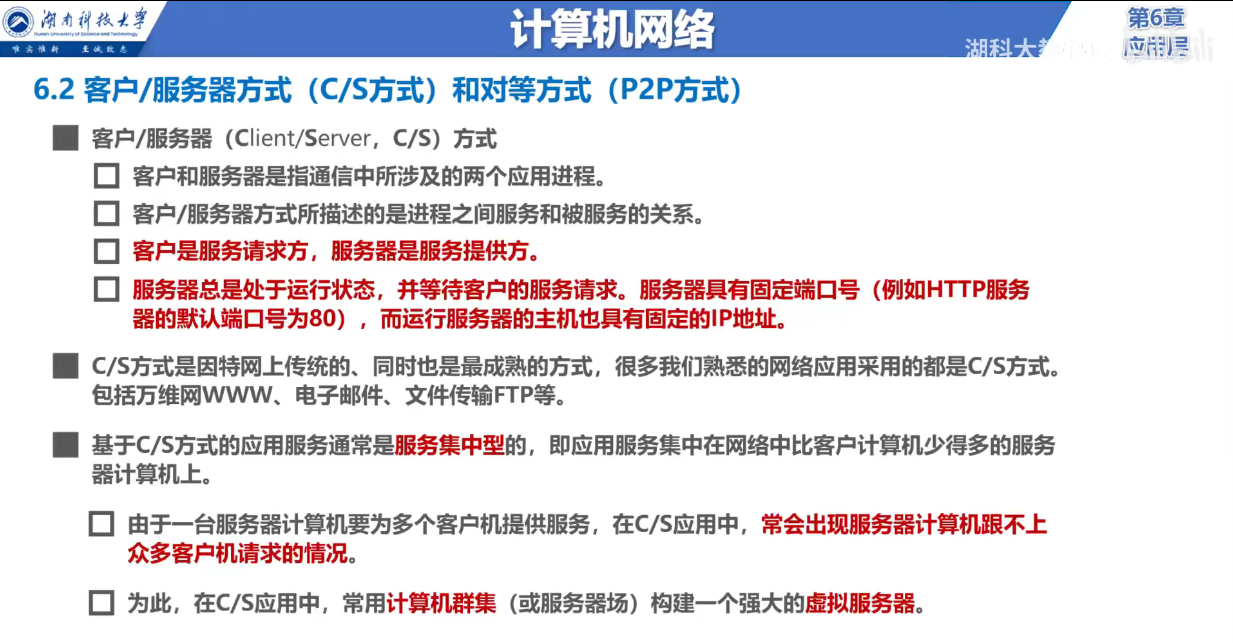 湖南科技大学
Hunan University of Science and Technology
唯实惟新 至诚致志
计算机网络
第6章
应用层
湖科大教
6.2 客户/服务器方式（C/S方式）和对等方式（P2P方式）
客户/服务器（Client/Server，C/S）方式
客户和服务器是指通信中所涉及的两个应用进程。
客户/服务器方式所描述的是进程之间服务和被服务的关系。
客户是服务请求方，服务器是服务提供方。
服务器总是处于运行状态，并等待客户的服务请求。服务器具有固定端口号（例如HTTP服务
器的默认端口号为80），而运行服务器的主机也具有固定的IP地址。
C/S方式是因特网上传统的、同时也是最成熟的方式，很多我们熟悉的网络应用采用的都是C/S方式。
包括万维网WWW、电子邮件、文件传输FTP等。
基于C/S方式的应用服务通常是服务集中型的，即应用服务集中在网络中比客户计算机少得多的服务
器计算机上。
由于一台服务器计算机要为多个客户机提供服务，在C/S应用中，常会出现服务器计算机跟不上
众多客户机请求的情况。
为此，在C/S应用中，常用计算机群集（或服务器场）构建一个强大的虚拟服务器。